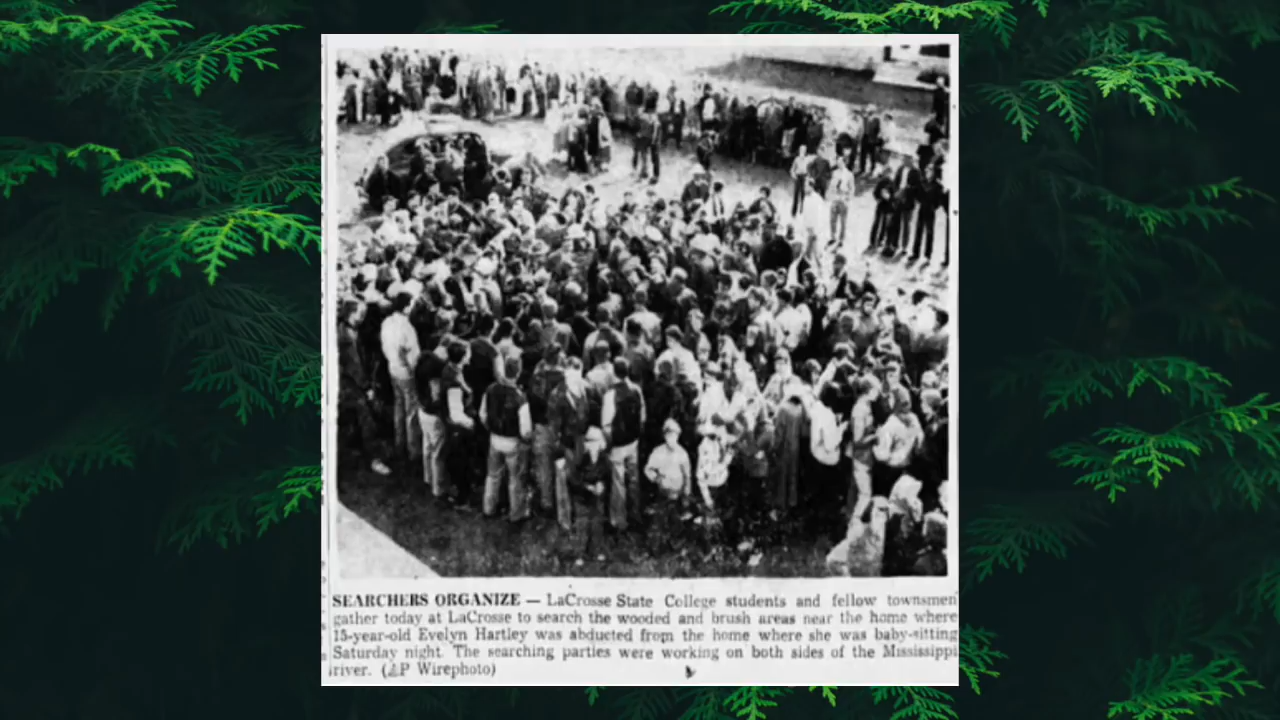 SEARCHERS ORGANIZE — LaCrosse State College students and fellow townsmen
gather today at LaCrosse to search the wooded and brush areas near the home where
15-year-old Evelyn Hartley was abducted from the home where she was baby-sitting
Saturday night. The searching parties were working on both sides of the Mississippi
river. (AP Wirephoto)